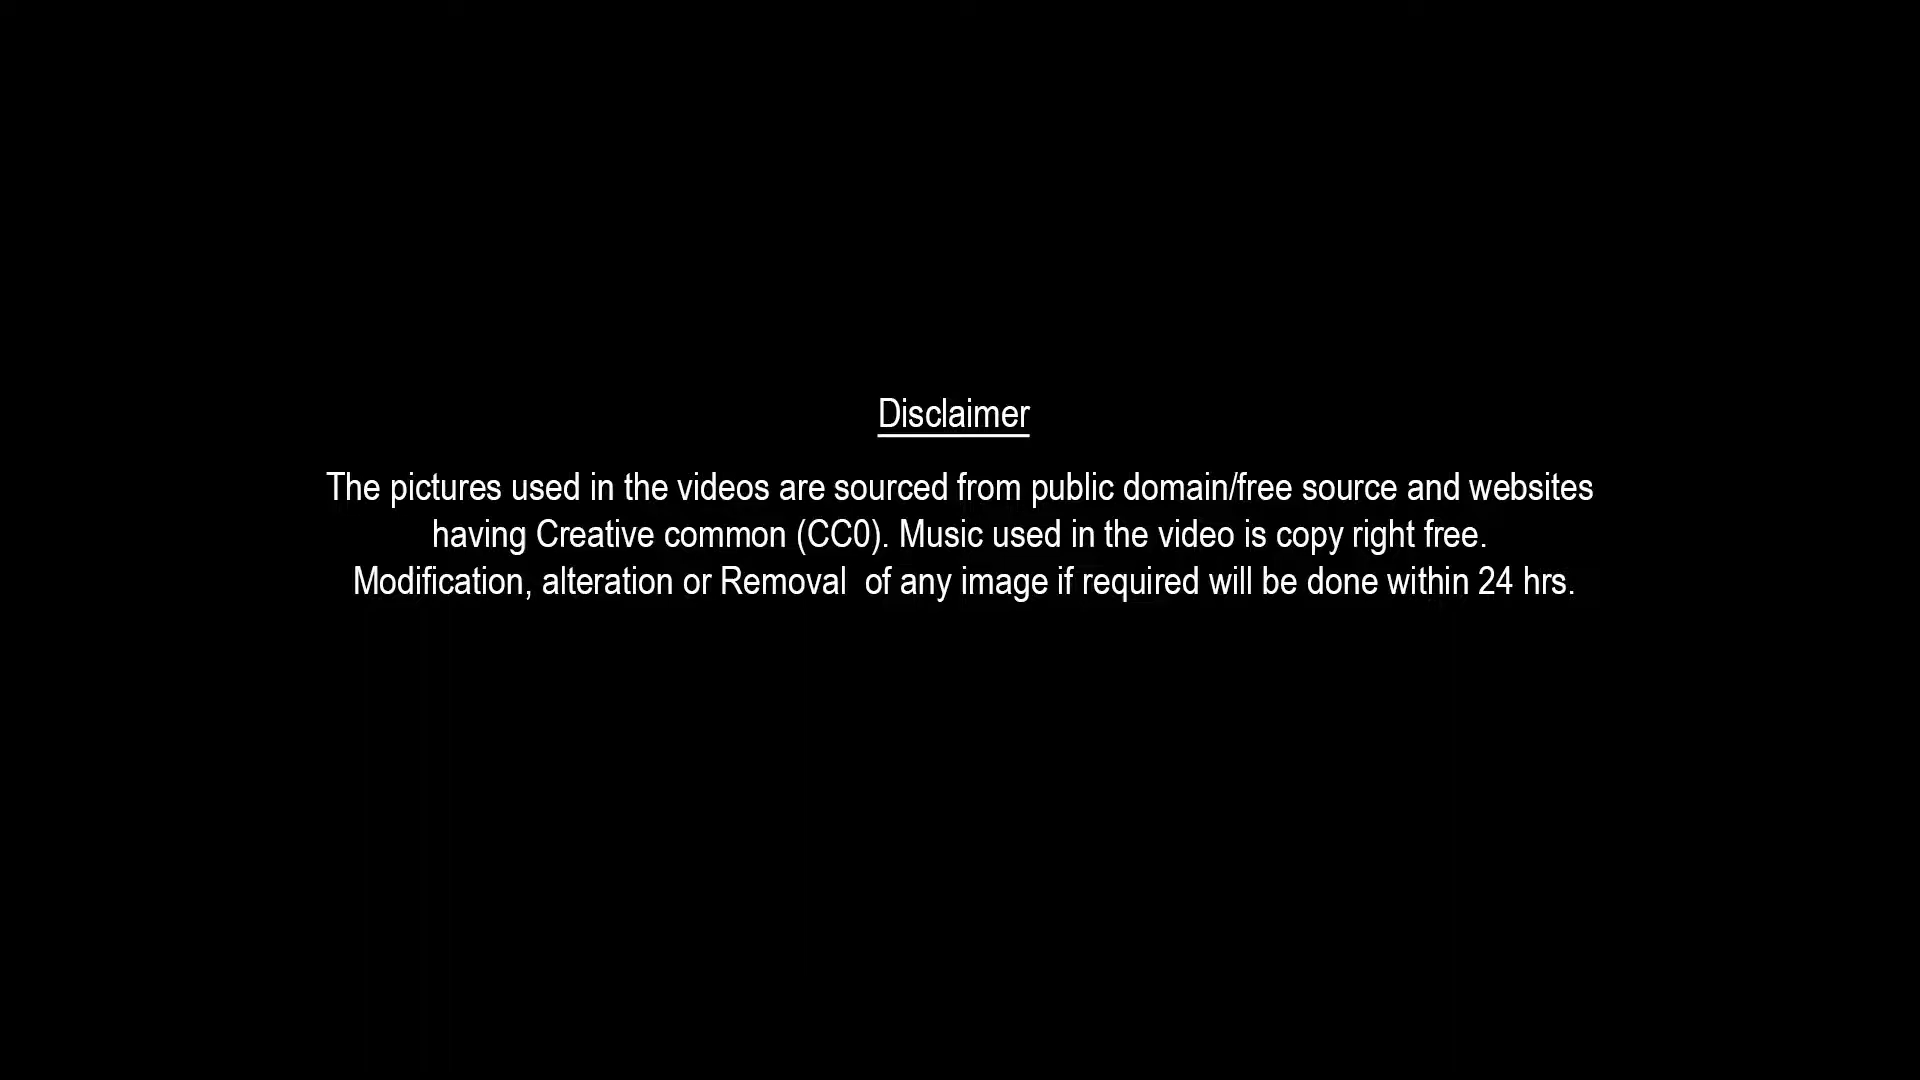 Disclaimer
The pictures used in the videos are sourced from public domain/free source and websites
having Creative common (CC0). Music used in the video is copy right free.
Modification, alteration or Removal  of any image if required will be done within 24 hrs.